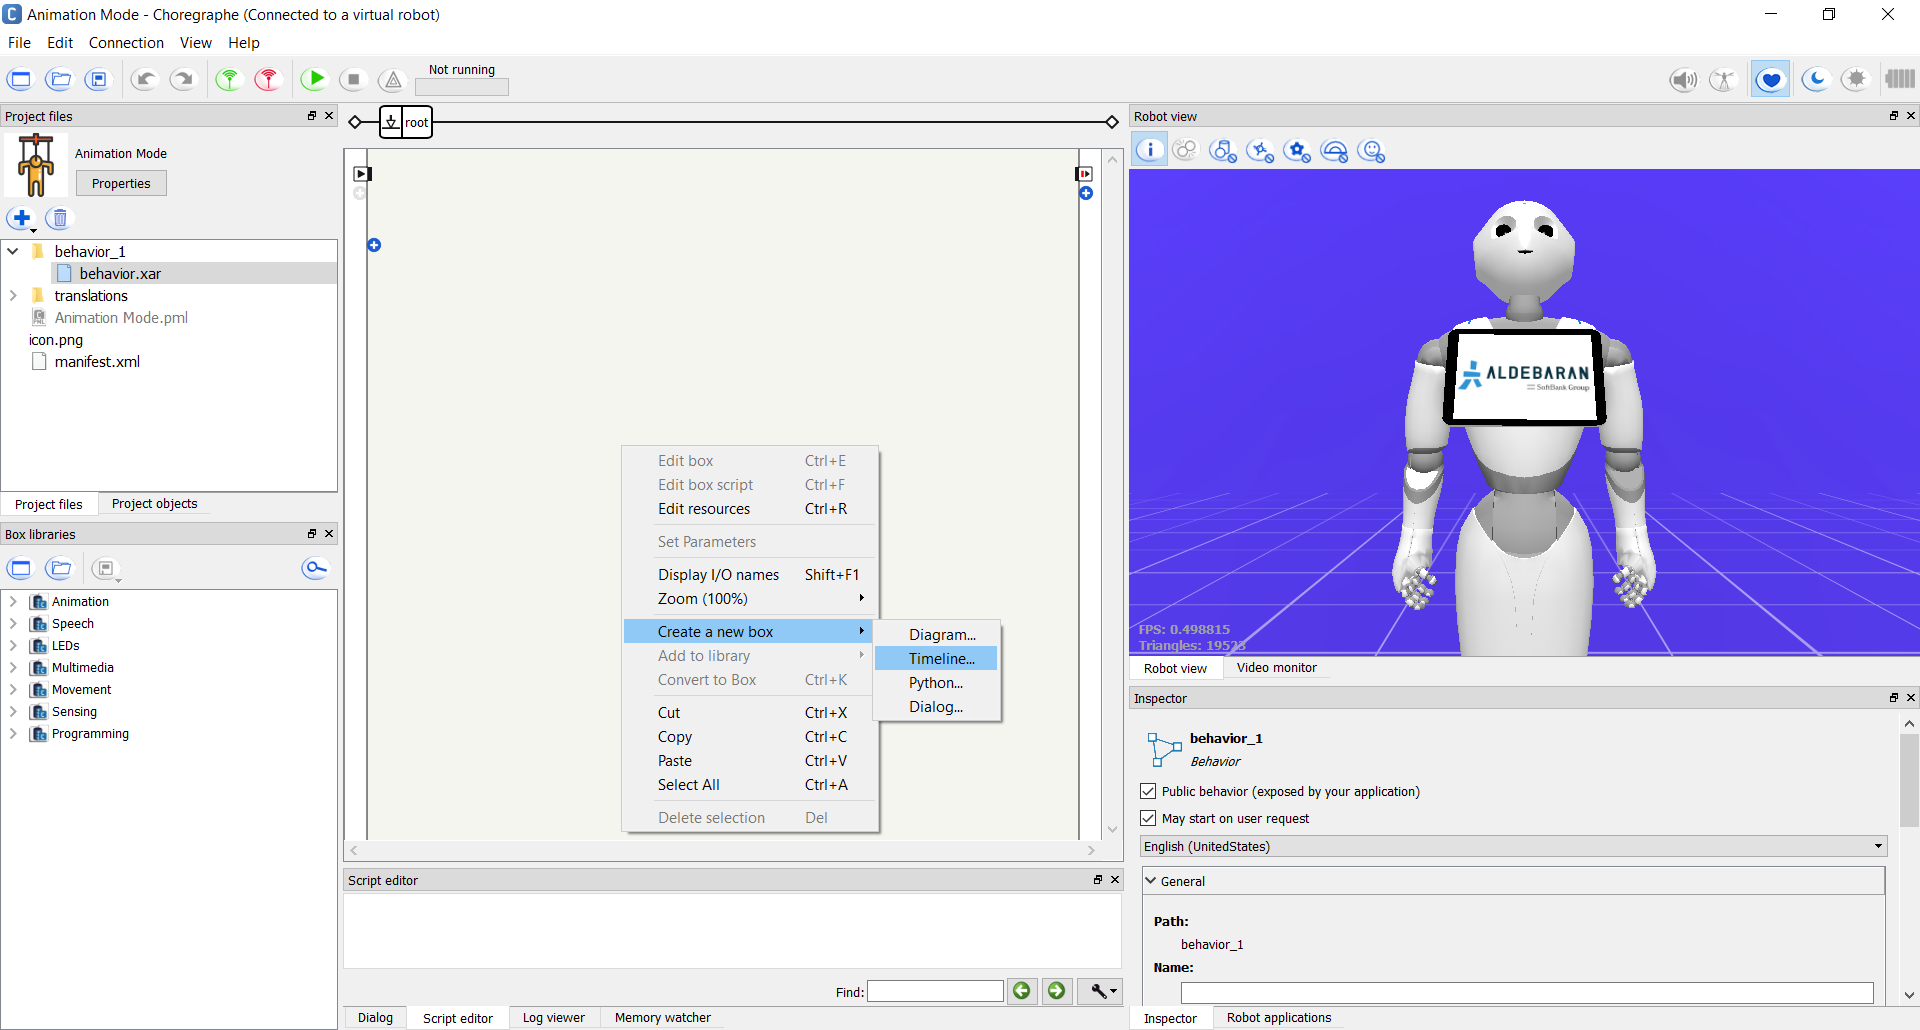 Animation Mode - Choregraphe (Connected to a virtual robot)
File Edit Connection View Help
Not running
Project files
Animation Mode
Properties
behavior_1
behavior.xar
translations
Animation Mode.pml
icon.png
manifest.xml
Project files Project objects
Box libraries
Animation
Speech
LEDs
Multimedia
Movement
Sensing
Programming
root
Edit box Ctrl+E
Edit box script Ctrl+F
Edit resources Ctrl+R
Set Parameters
Display I/O names Shift+F1
Zoom (100%)
Create a new box
Add to library
Convert to Box Ctrl+K
Cut Ctrl+X
Copy Ctrl+C
Paste Ctrl+V
Select All Ctrl+A
Delete selection Del
Diagram...
Timeline...
Python...
Dialog...
Script editor
Find:
Dialog Script editor Log viewer Memory watcher
Robot view
ALDEBARAN
SoftBank Group
FPS: 0.498815
Triangles: 19523
Robot view Video monitor
Inspector
behavior_1
Behavior
Public behavior (exposed by your application)
May start on user request
English (UnitedStates)
General
Path:
behavior_1
Name:
Inspector Robot applications